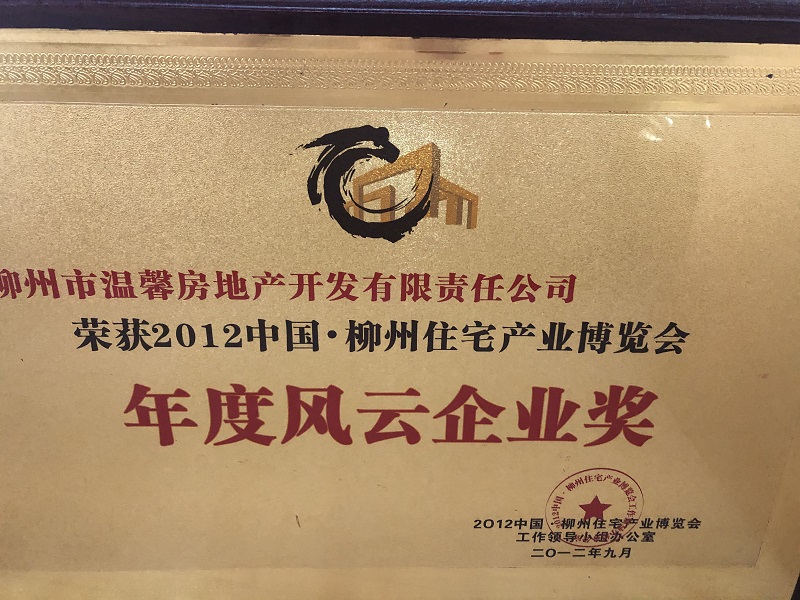 柳州市温馨房地产开发有限责任公司
荣获2012中国·柳州住宅产业博览会
年度风云企业奖
2012中国·柳州住宅产业博览会
工作领导小组办公室
二〇一二年九月